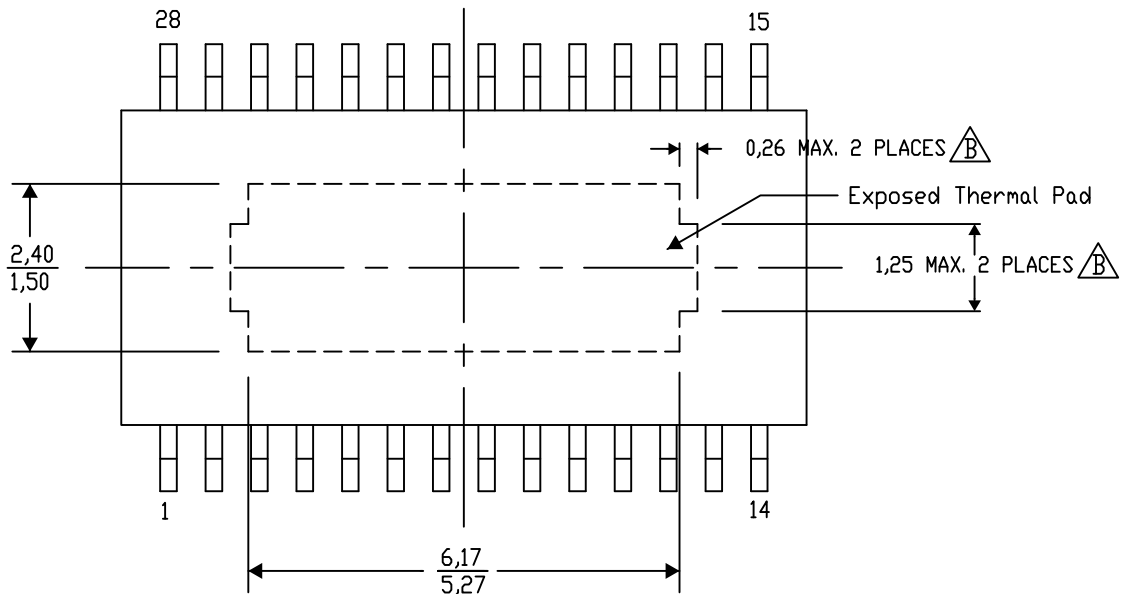 28
15
0,26 MAX. 2 PLACES B
Exposed Thermal Pad
2,40
1,50
1,25 MAX. 2 PLACES B
1
14
6,17
5,27